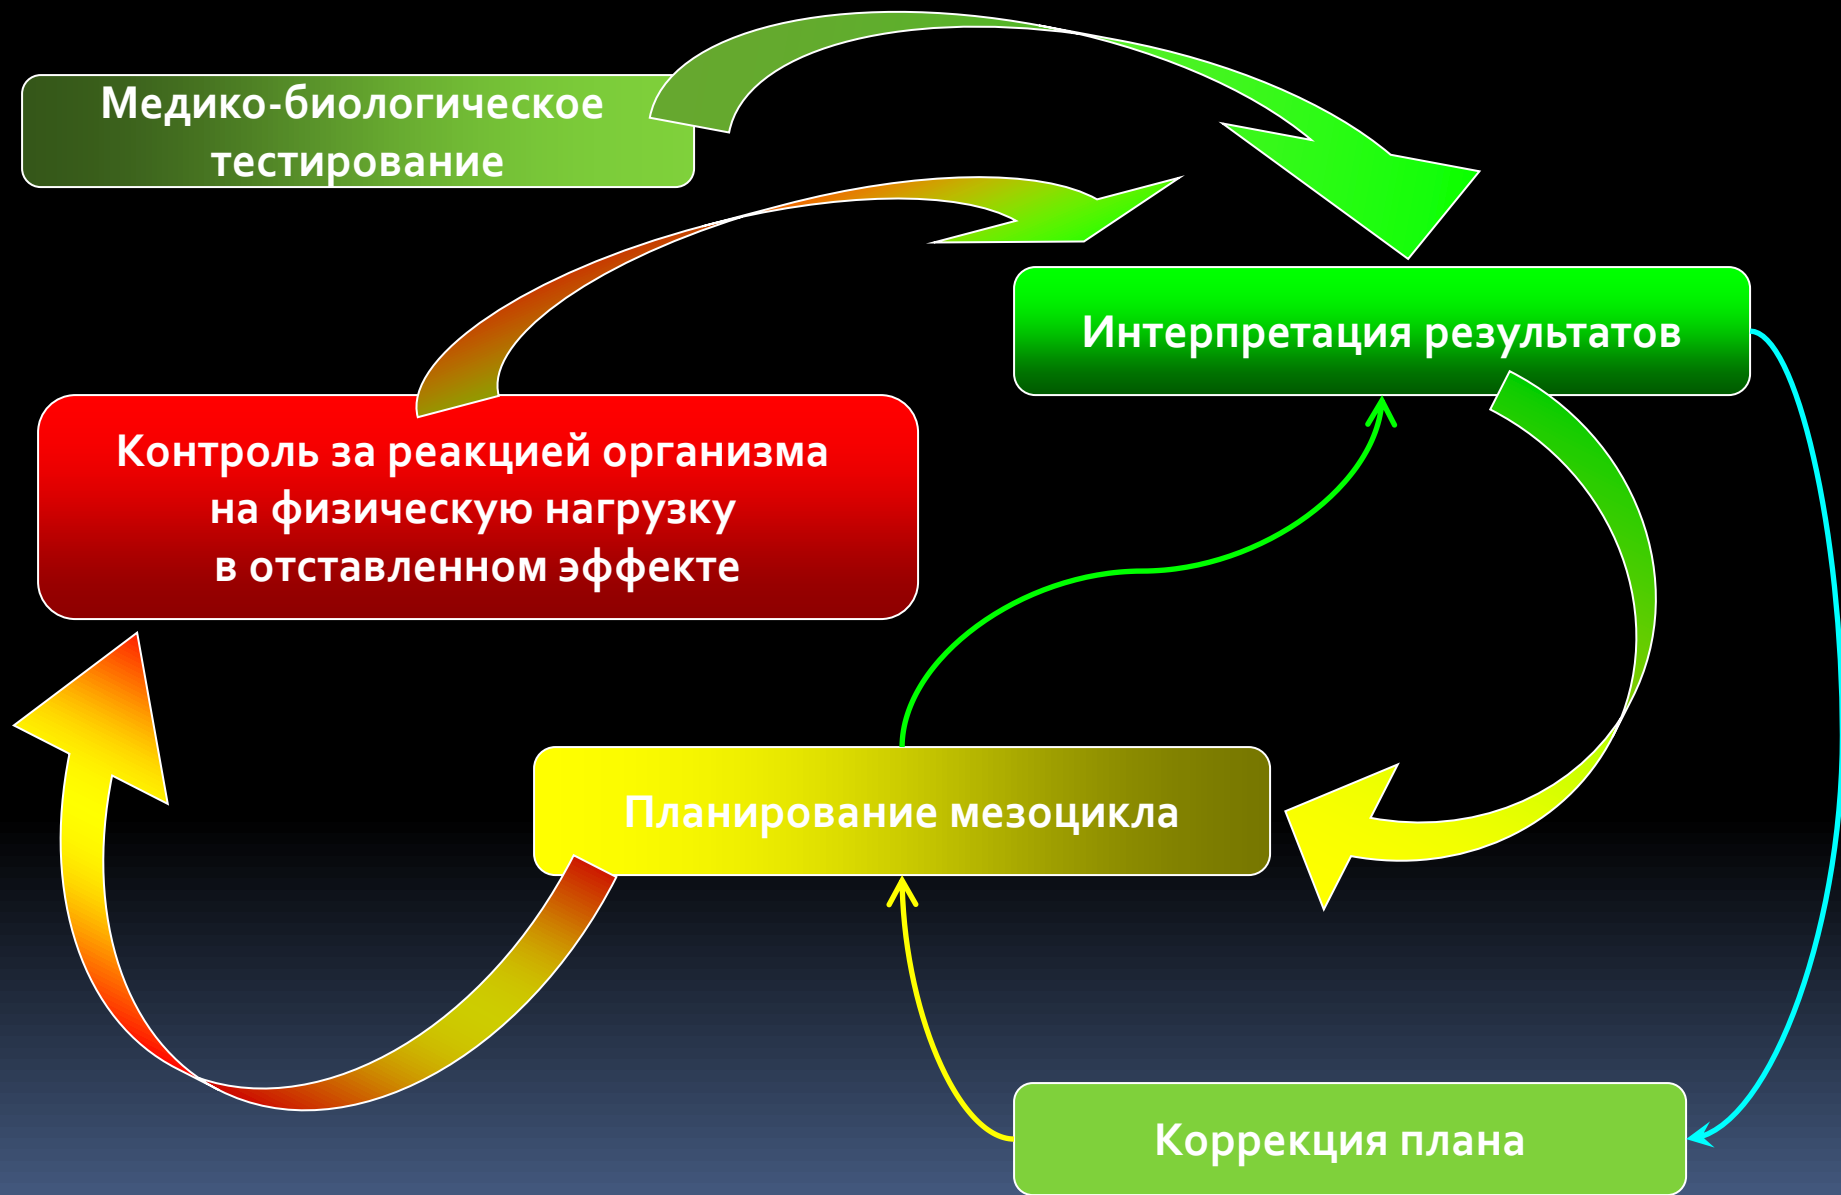 Медико-биологическое
тестирование
Интерпретация результатов
Контроль за реакцией организма
на физическую нагрузку
в отставленном эффекте
Планирование мезоцикла
Коррекция плана